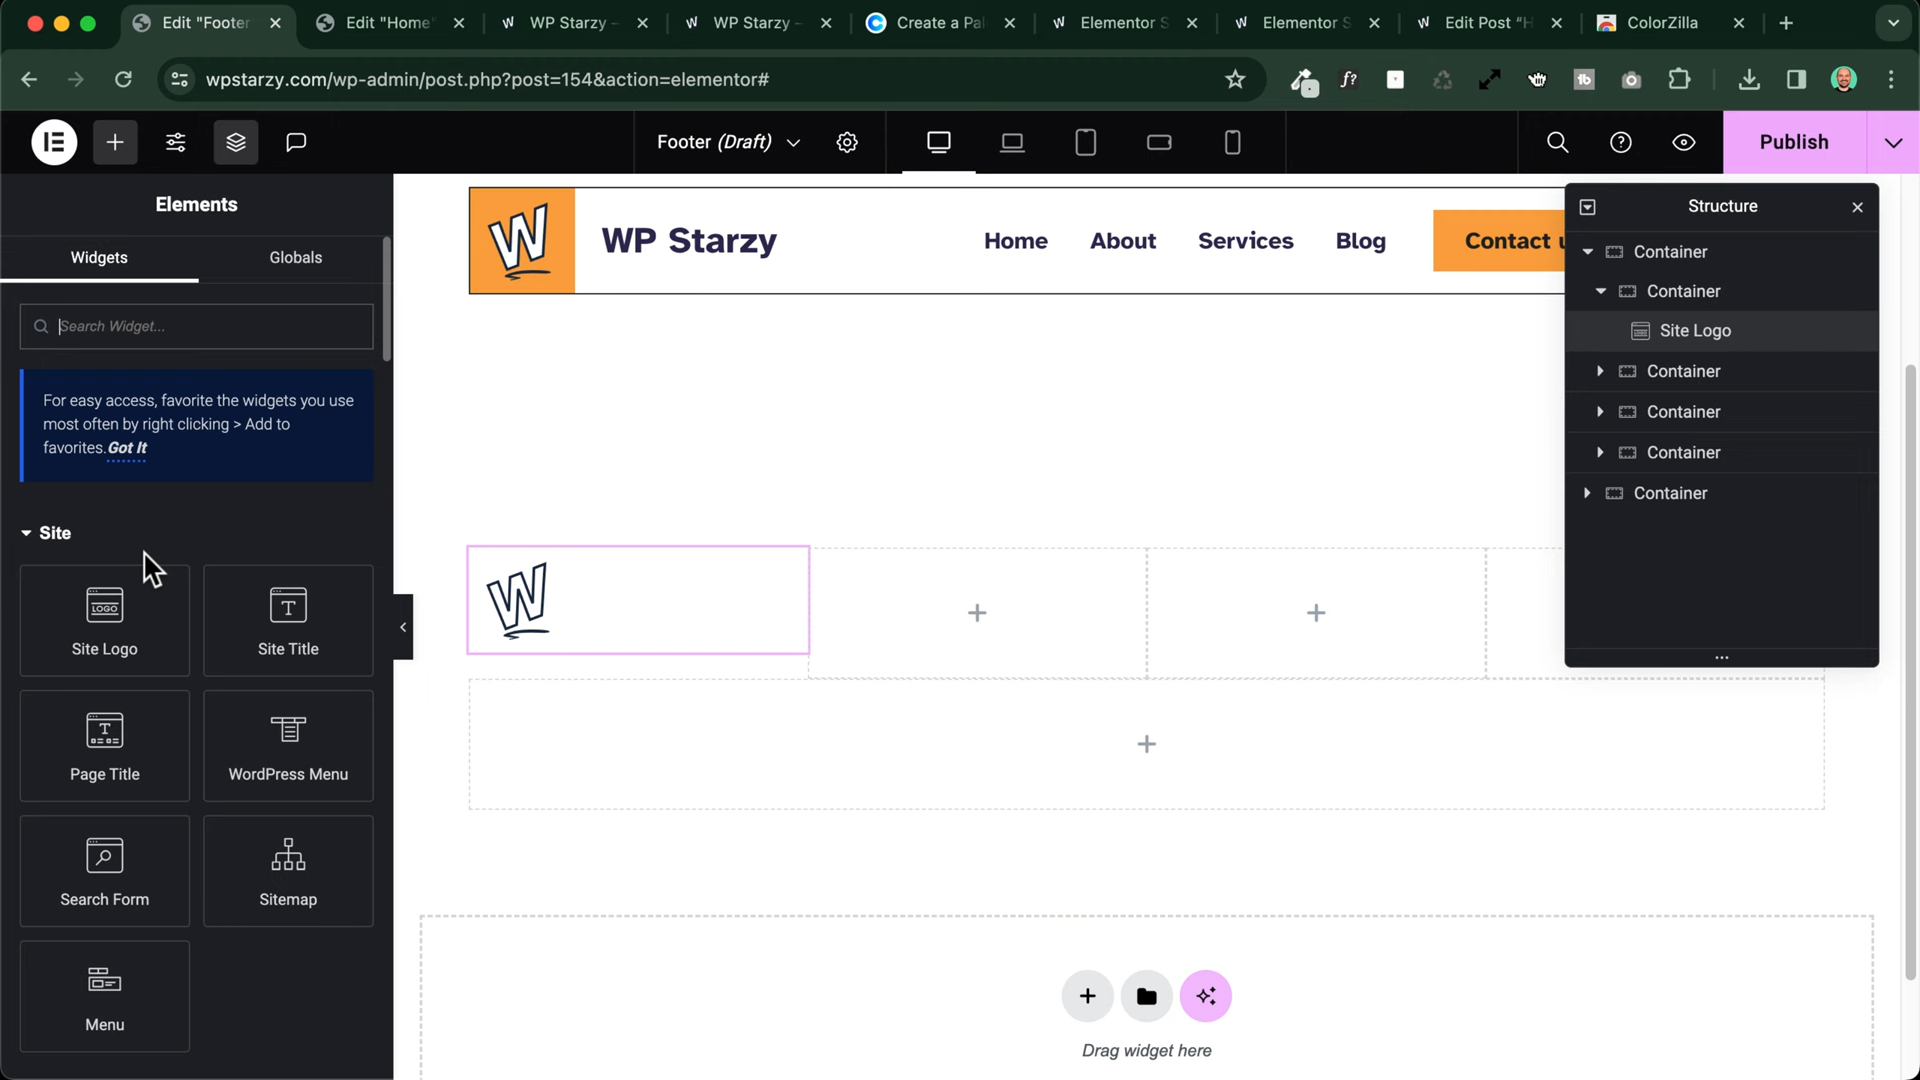 Edit "Footer
Edit "Home"
WP Starzy –
WP Starzy –
Create a Pal
Elementor S
Elementor S
Edit Post “H
ColorZilla
wpstarzy.com/wp-admin/post.php?post=154&action=elementor#
f?
tb
Footer (Draft)
Publish
Elements
Widgets
Globals
Search Widget...
For easy access, favorite the widgets you use
most often by right clicking > Add to
favorites. Got It
Site
LOGO
Site Logo
T
Site Title
T
Page Title
WordPress Menu
Search Form
Sitemap
Menu
W
WP Starzy
Home
About
Services
Blog
Contact u
W
Drag widget here
Structure
Container
Container
Site Logo
Container
Container
Container
Container